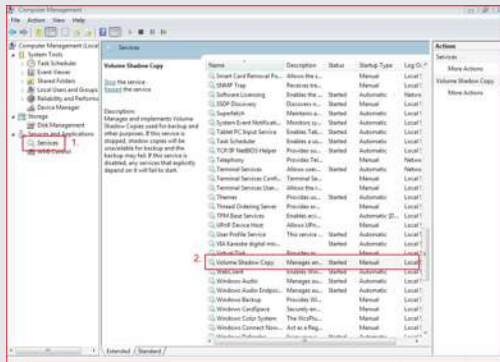 Computer Management
File Action View Help
Computer Management (Local
System Tools
Task Scheduler
Event Viewer
Shared Folders
Local Users and Groups
Reliability and Performa
Device Manager
Storage
Disk Management
Services and Applications
Services
1.
WMI Control
Services
Volume Shadow Copy
Stop the service
Restart the service
Description:
Manages and implements Volume
Shadow Copies used for backup and
other purposes. If this service is
stopped, shadow copies will be
unavailable for backup and the
backup may fail. If this service is
disabled, any services that explicitly
depend on it will fail to start.
Name Description Status Startup Type Log O
Smart Card Removal Po... Allows the s... Manual Local
SNMP Trap Receives tra... Manual Local
Software Licensing Enables the ... Started Automatic Networ
SSDP Discovery Discovers n... Started Manual Local
Superfetch Maintains a... Started Automatic Local
System Event Notificati... Monitors sy... Started Automatic Local
Tablet PC Input Service Enables Tab... Started Automatic Local
Task Scheduler Enables a us... Started Automatic Local
TCP/IP NetBIOS Helper Provides su... Started Automatic Local
Telephony Provides Tel... Manual Networ
Terminal Services Allows user... Started Automatic Networ
Terminal Services Confi... Terminal Se... Manual Local
Terminal Services User... Allows the r... Manual Local
Themes Provides us... Started Automatic Local
Thread Ordering Server Provides or... Manual Local
TPM Base Services Enables acc... Automatic (D... Local
UPnP Device Host Allows UPn... Started Automatic Local
User Profile Service This service ... Started Automatic Local
VIA Karaoke digital mix... Started Automatic Local
Virtual Disk Provides so... Manual Local
2.
Volume Shadow Copy Manages an... Started Manual Local
WebClient Enables Win... Started Automatic Local
Windows Audio Manages au... Started Automatic Local
Windows Audio Endpoi... Manages au... Started Automatic Local
Windows Backup Provides Wi... Manual Local
Windows CardSpace Securely en... Manual Local
Windows Color System The WcsPlu... Manual Local
Windows Connect Now... Act as a Reg... Manual Local
Extended Standard
Actions
Services
More Actions
Volume Shadow Copy
More Actions